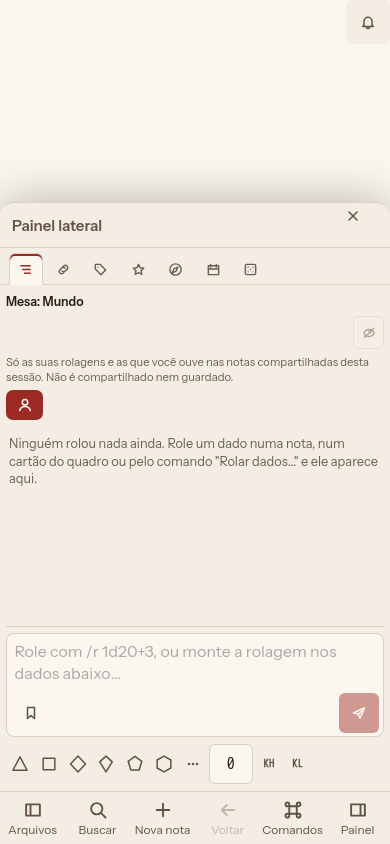 Painel lateral
Mesa: Mundo
Só as suas rolagens e as que você ouve nas notas compartilhadas desta
sessão. Não é compartilhado nem guardado.
Ninguém rolou nada ainda. Role um dado numa nota, num
cartão do quadro ou pelo comando "Rolar dados..." e ele aparece
aqui.
Role com /r 1d20+3, ou monte a rolagem nos
dados abaixo...
0 KH KL
Arquivos Buscar Nova nota Voltar Comandos Painel